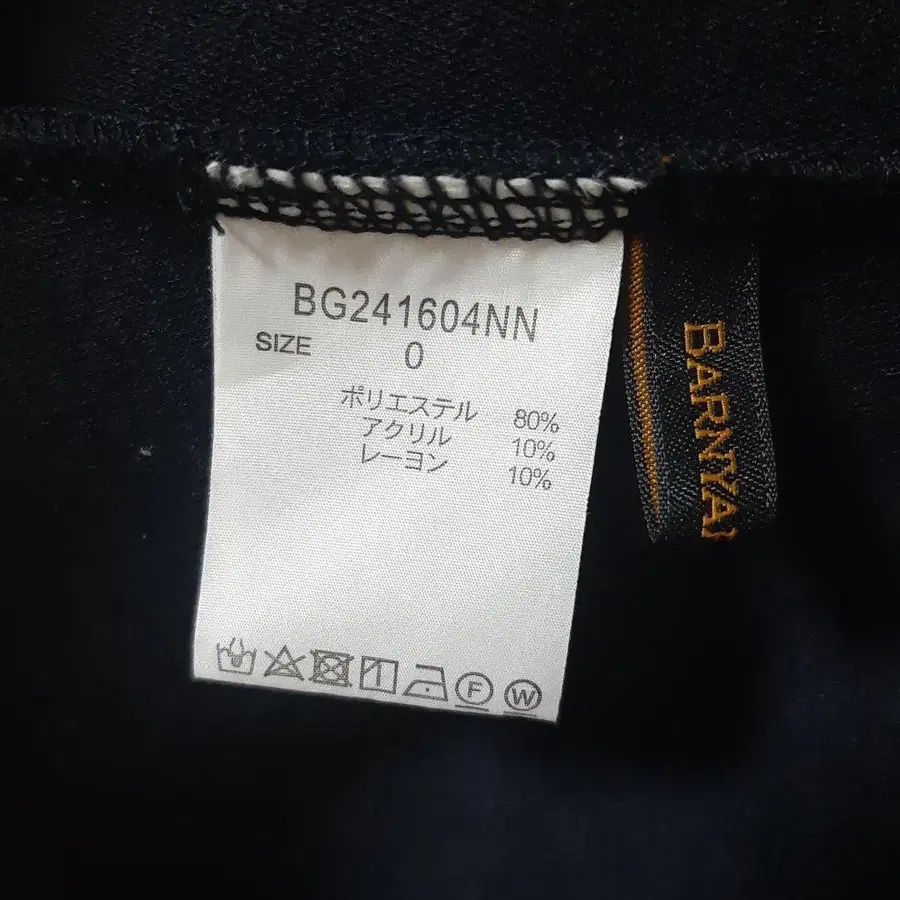 BG241604NN
SIZE 0
ポリエステル 80%
アクリル 10%
レーヨン 10%
F W